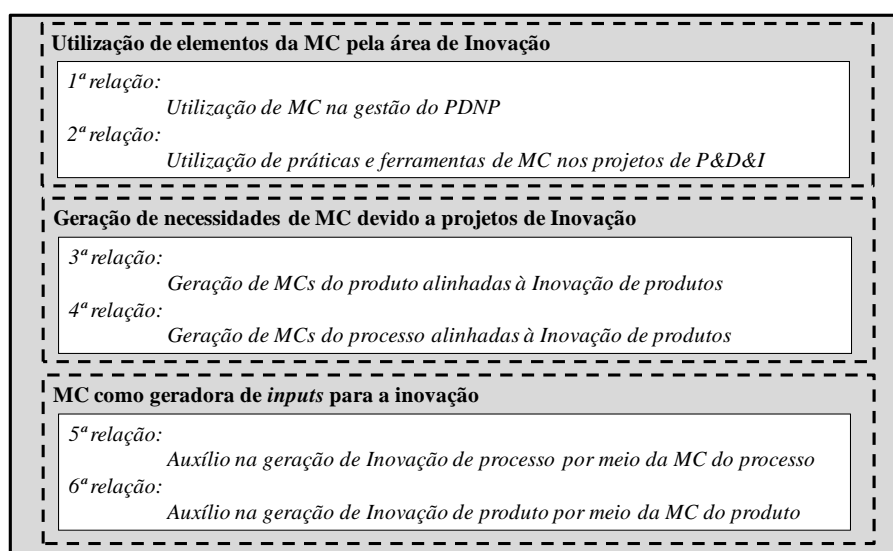 Utilização de elementos da MC pela área de Inovação
1ª relação:
Utilização de MC na gestão do PDNP
2ª relação:
Utilização de práticas e ferramentas de MC nos projetos de P&D&I
Geração de necessidades de MC devido a projetos de Inovação
3ª relação:
Geração de MCs do produto alinhadas à Inovação de produtos
4ª relação:
Geração de MCs do processo alinhadas à Inovação de produtos
MC como geradora de inputs para a inovação
5ª relação:
Auxílio na geração de Inovação de processo por meio da MC do processo
6ª relação:
Auxílio na geração de Inovação de produto por meio da MC do produto